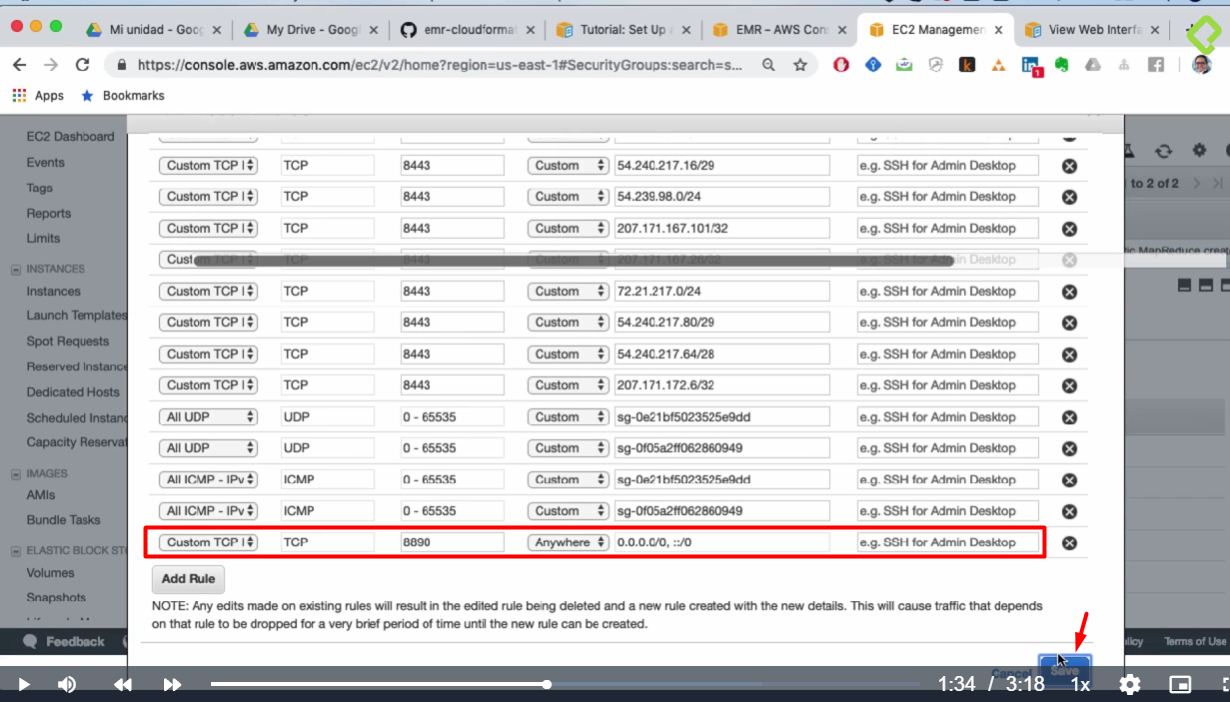 Mi unidad - Goog
My Drive - Googl
emr-cloudformat
Tutorial: Set Up a
EMR – AWS Con
EC2 Managemen
View Web Interfa
https://console.aws.amazon.com/ec2/v2/home?region=us-east-1#SecurityGroups:search=s...
1
Apps
Bookmarks
EC2 Dashboard
Events
Tags
Reports
Limits
INSTANCES
Instances
Launch Templates
Spot Requests
Reserved Instance
Dedicated Hosts
Scheduled Instanc
Capacity Reservat
IMAGES
AMIs
Bundle Tasks
ELASTIC BLOCK STO
Volumes
Snapshots
Custom TCP TCP 8443 Custom 54.240.217.16/29 e.g. SSH for Admin Desktop
Custom TCP TCP 8443 Custom 54.239.98.0/24 e.g. SSH for Admin Desktop
Custom TCP TCP 8443 Custom 207.171.167.101/32 e.g. SSH for Admin Desktop
Custom TCP TCP 8443 Custom 207.171.167.26/32 e.g. SSH for Admin Desktop
Custom TCP TCP 8443 Custom 72.21.217.0/24 e.g. SSH for Admin Desktop
Custom TCP TCP 8443 Custom 54.240.217.80/29 e.g. SSH for Admin Desktop
Custom TCP TCP 8443 Custom 54.240.217.64/28 e.g. SSH for Admin Desktop
Custom TCP TCP 8443 Custom 207.171.172.6/32 e.g. SSH for Admin Desktop
All UDP UDP 0 - 65535 Custom sg-0e21bf5023525e9dd e.g. SSH for Admin Desktop
All UDP UDP 0 - 65535 Custom sg-0f05a2ff062860949 e.g. SSH for Admin Desktop
All ICMP - IPv ICMP 0 - 65535 Custom sg-0e21bf5023525e9dd e.g. SSH for Admin Desktop
All ICMP - IPv ICMP 0 - 65535 Custom sg-0f05a2ff062860949 e.g. SSH for Admin Desktop
Custom TCP TCP 8890 Anywhere 0.0.0.0/0, ::/0 e.g. SSH for Admin Desktop
Add Rule
NOTE: Any edits made on existing rules will result in the edited rule being deleted and a new rule created with the new details. This will cause traffic that depends
on that rule to be dropped for a very brief period of time until the new rule can be created.
Cancel
Save
to 2 of 2
tic MapReduce creat
Feedback
olicy
Terms of Use
1:34 / 3:18
1x